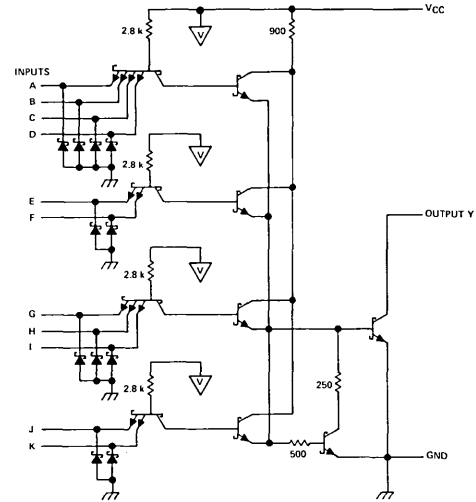 VCC
2.8 k
V
900
INPUTS
A
B
C
D
2.8 k
V
E
F
OUTPUT Y
V
2.8 k
G
H
I
250
2.8 k
V
J
K
500
GND